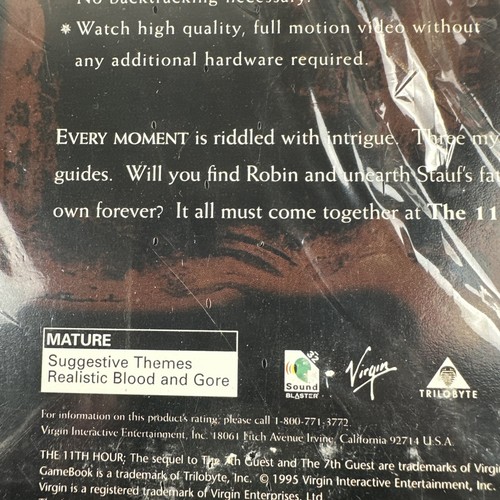 No backtracking necessary.
* Watch high quality, full motion video without
any additional hardware required.
EVERY MOMENT is riddled with intrigue. Three my
guides. Will you find Robin and unearth Stauf's fat
own forever? It all must come together at The 11
MATURE
Suggestive Themes
Realistic Blood and Gore
32
Sound
BLASTER
Virgin
TRILOBYTE
For information on this product's rating, please call 1-800-771-3772
Virgin Interactive Entertainment, Inc. 18061 Fitch Avenue Irvine, California 92714 U.S.A.
THE 11TH HOUR; The sequel to The 7th Guest and The 7th Guest are trademarks of Virgi
GameBook is a trademark of Trilobyte, Inc. © 1995 Virgin Interactive Entertainment, Inc.
Virgin is a registered trademark of Virgin Enterprises, Ltd